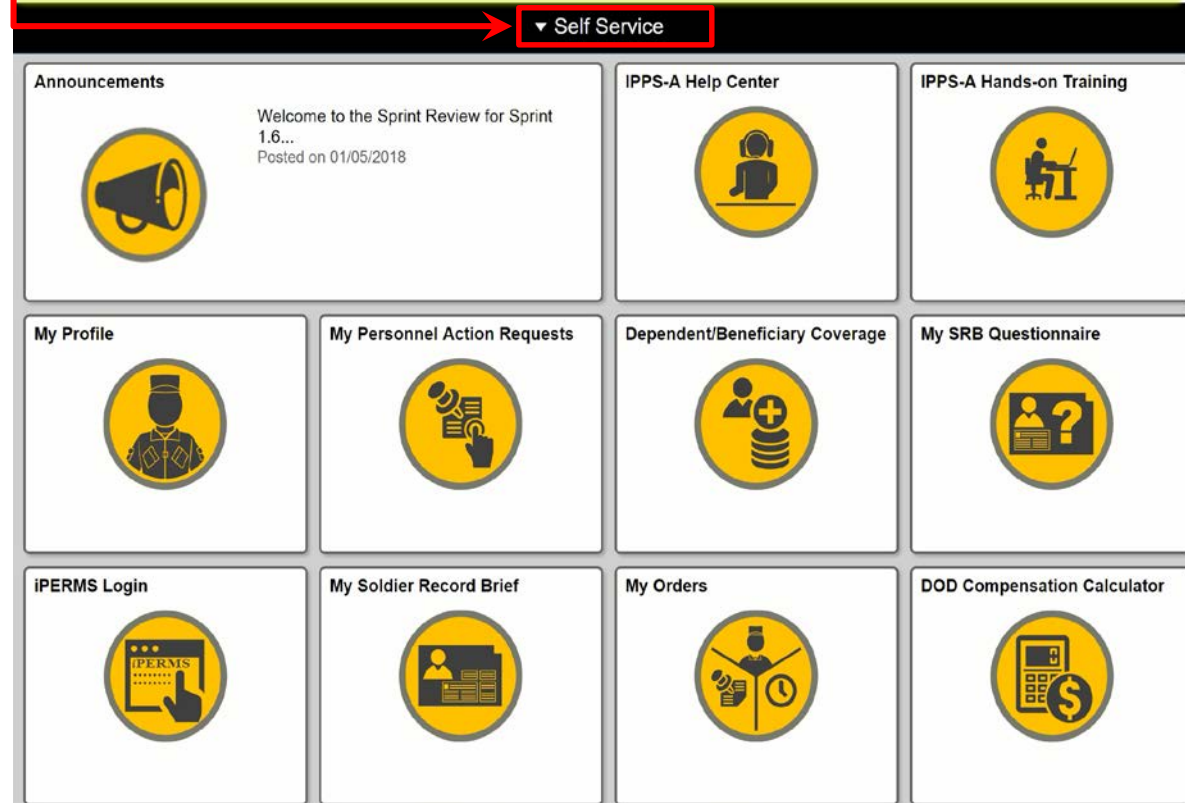 Self Service
Announcements
Welcome to the Sprint Review for Sprint
1.6...
Posted on 01/05/2018
IPPS-A Help Center
IPPS-A Hands-on Training
My Profile
My Personnel Action Requests
Dependent/Beneficiary Coverage
My SRB Questionnaire
?
iPERMS Login
iPERMS
My Soldier Record Brief
My Orders
DOD Compensation Calculator
$